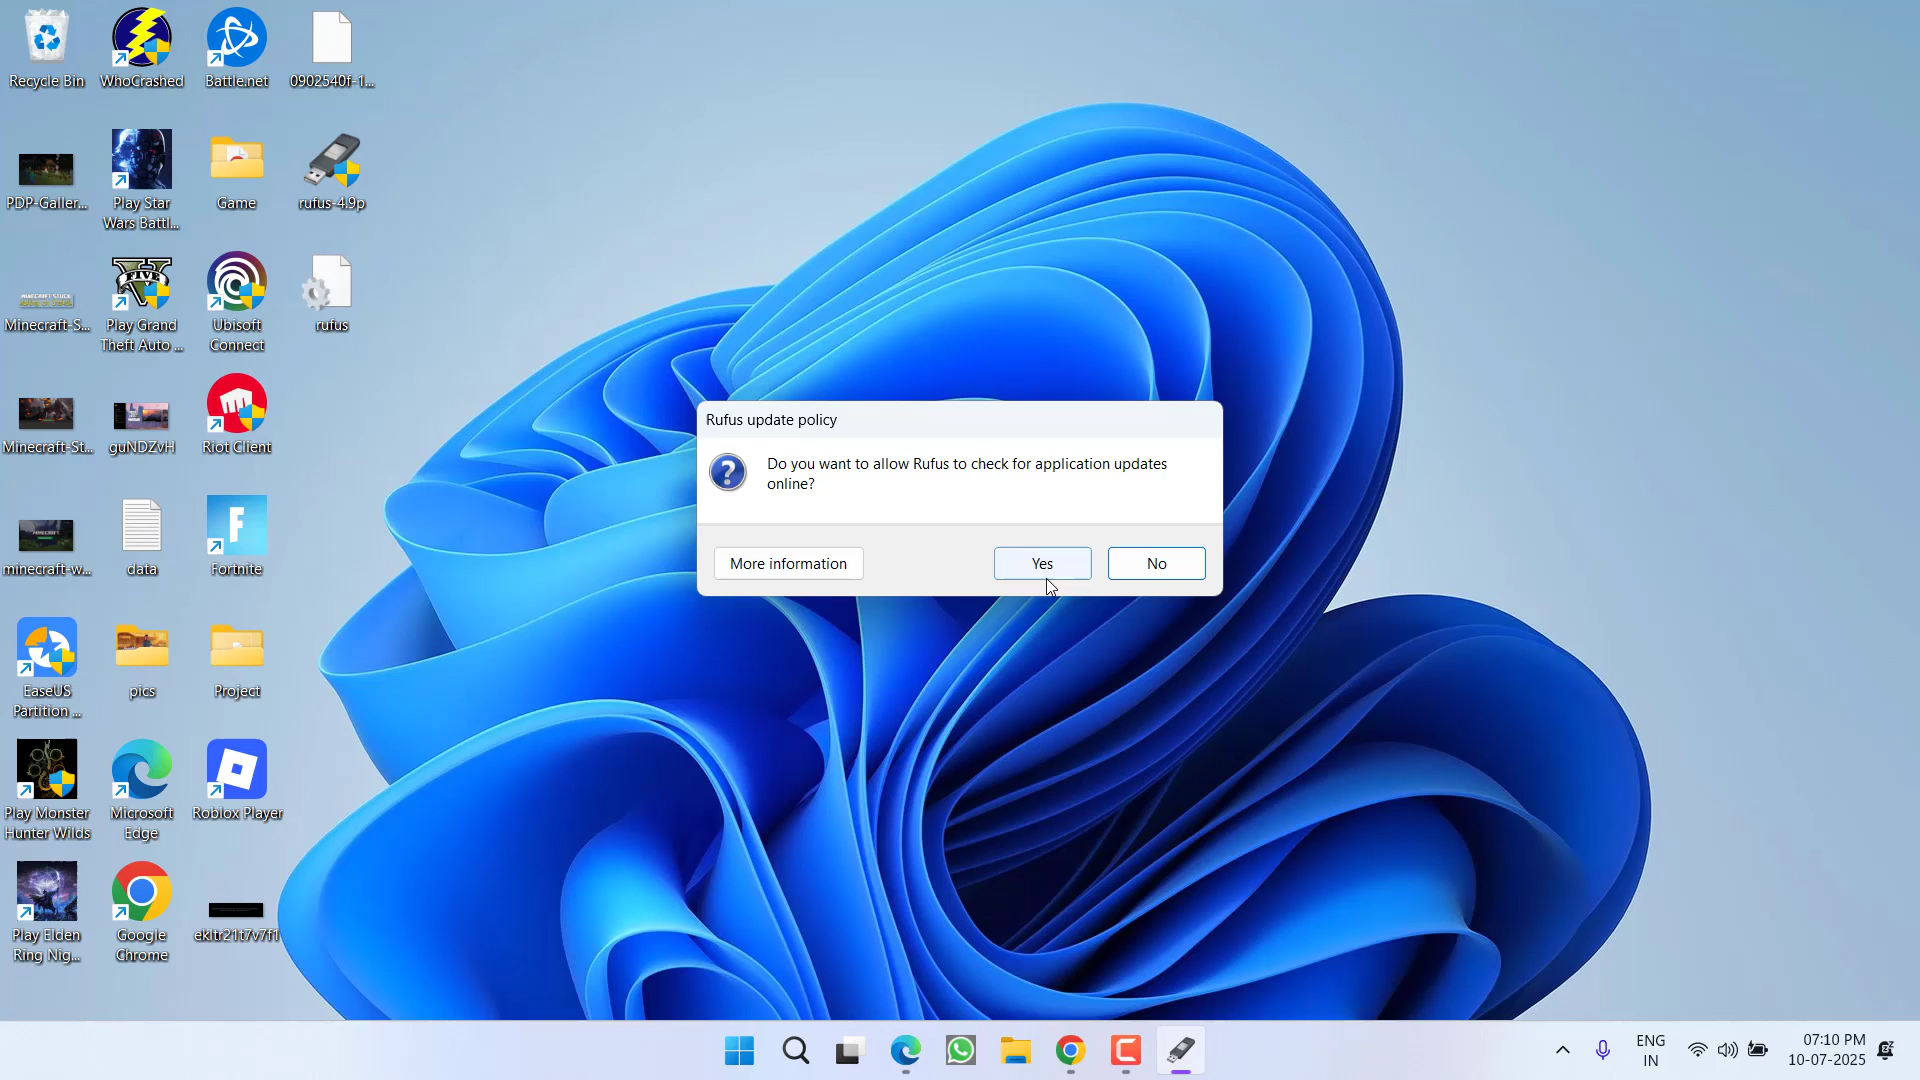 Recycle Bin
WhoCrashed
Battle.net
0902540f-1...
PDP-Galler...
Play Star
Wars Battl...
Game
rufus-4.9p
Minecraft-S...
FIVE
Play Grand
Theft Auto ...
Ubisoft
Connect
rufus
Minecraft-St...
guNDZvH
Riot Client
minecraft-w...
data
Fortnite
EaseUS
Partition ...
pics
Project
Play Monster
Hunter Wilds
Microsoft
Edge
Roblox Player
Play Elden
Ring Nig...
Google
Chrome
ekltr21t7v7f1
Rufus update policy
Do you want to allow Rufus to check for application updates
online?
More information
Yes
No
ENG
IN
07:10 PM
10-07-2025